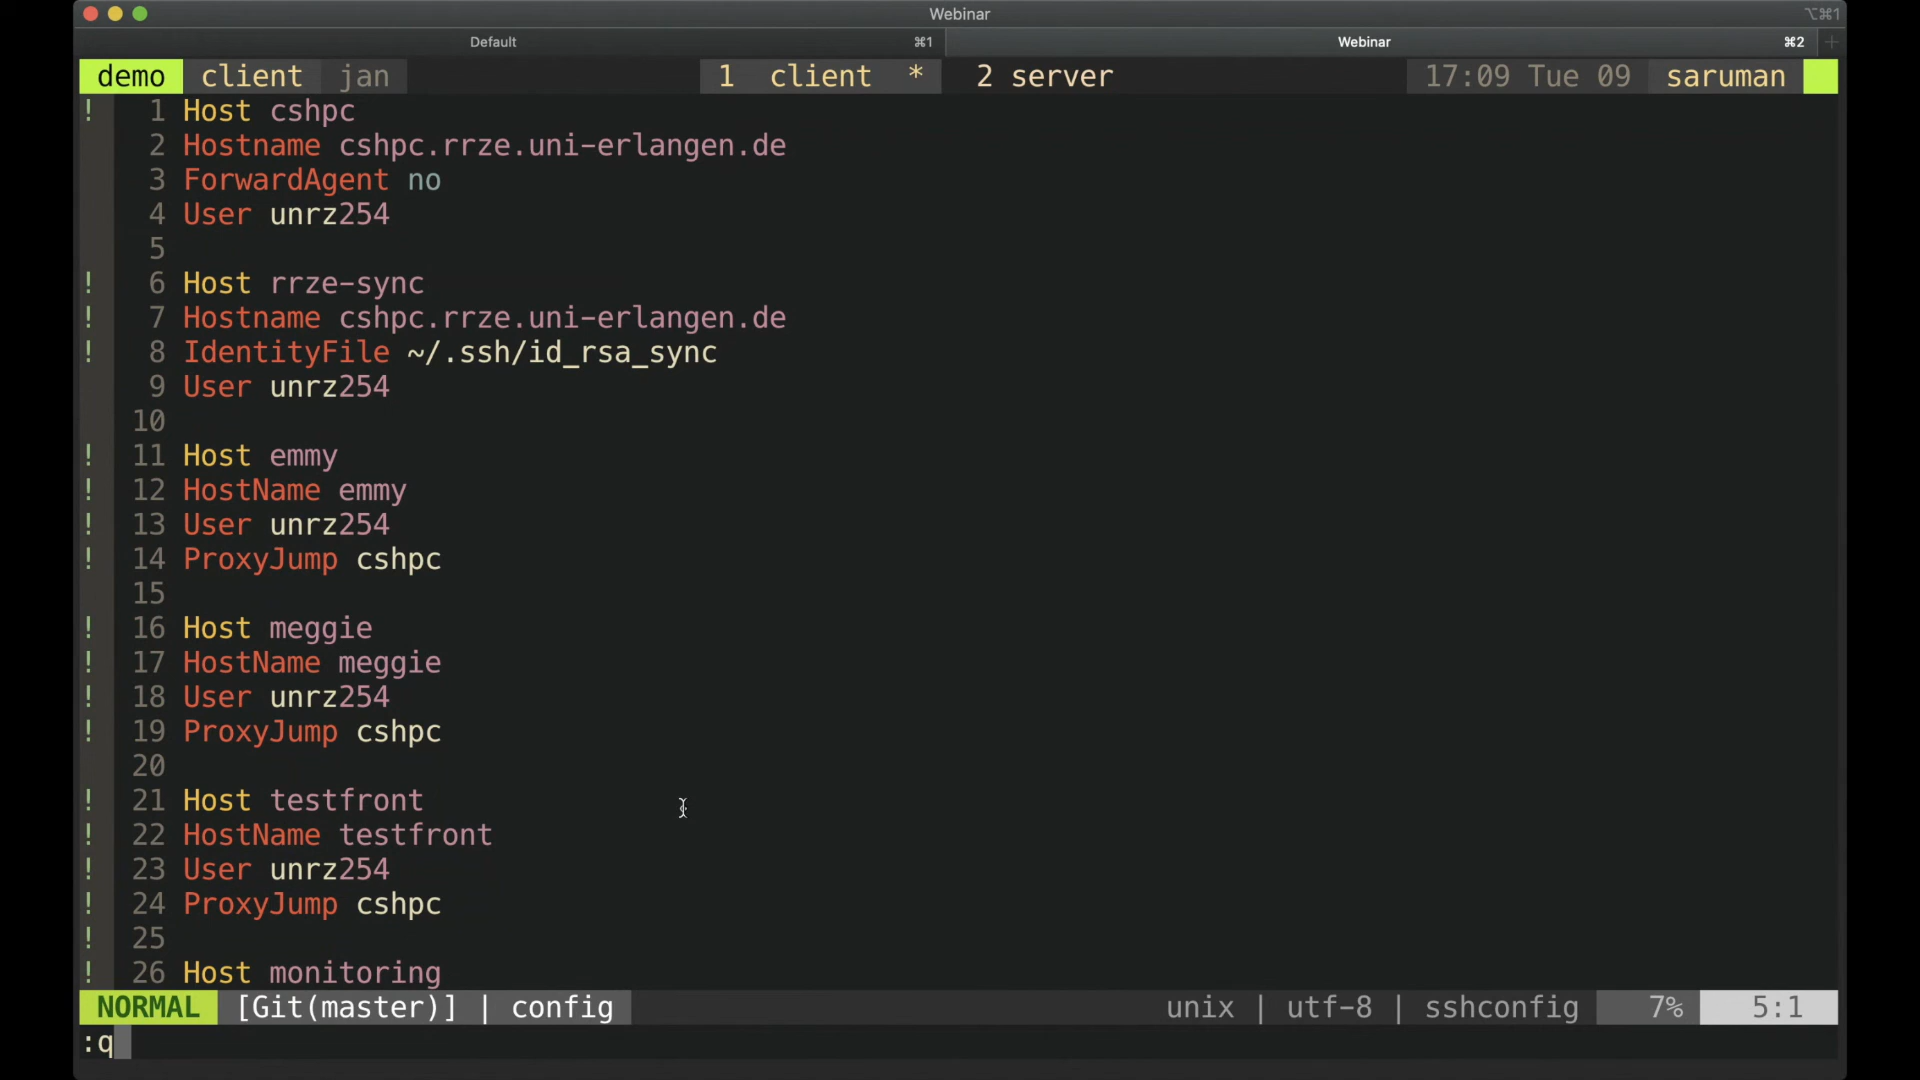 Webinar ⌥⌘1
Default ⌘1 Webinar ⌘2 +
demo client jan 1 client * 2 server 17:09 Tue 09 saruman
! 1 Host cshpc
2 Hostname cshpc.rrze.uni-erlangen.de
3 ForwardAgent no
4 User unrz254
5
! 6 Host rrze-sync
! 7 Hostname cshpc.rrze.uni-erlangen.de
! 8 IdentityFile ~/.ssh/id_rsa_sync
9 User unrz254
10
! 11 Host emmy
! 12 HostName emmy
! 13 User unrz254
! 14 ProxyJump cshpc
15
! 16 Host meggie
! 17 HostName meggie
! 18 User unrz254
! 19 ProxyJump cshpc
20
! 21 Host testfront
! 22 HostName testfront
! 23 User unrz254
! 24 ProxyJump cshpc
! 25
! 26 Host monitoring
NORMAL [Git(master)] | config unix | utf-8 | sshconfig 7% 5:1
:q